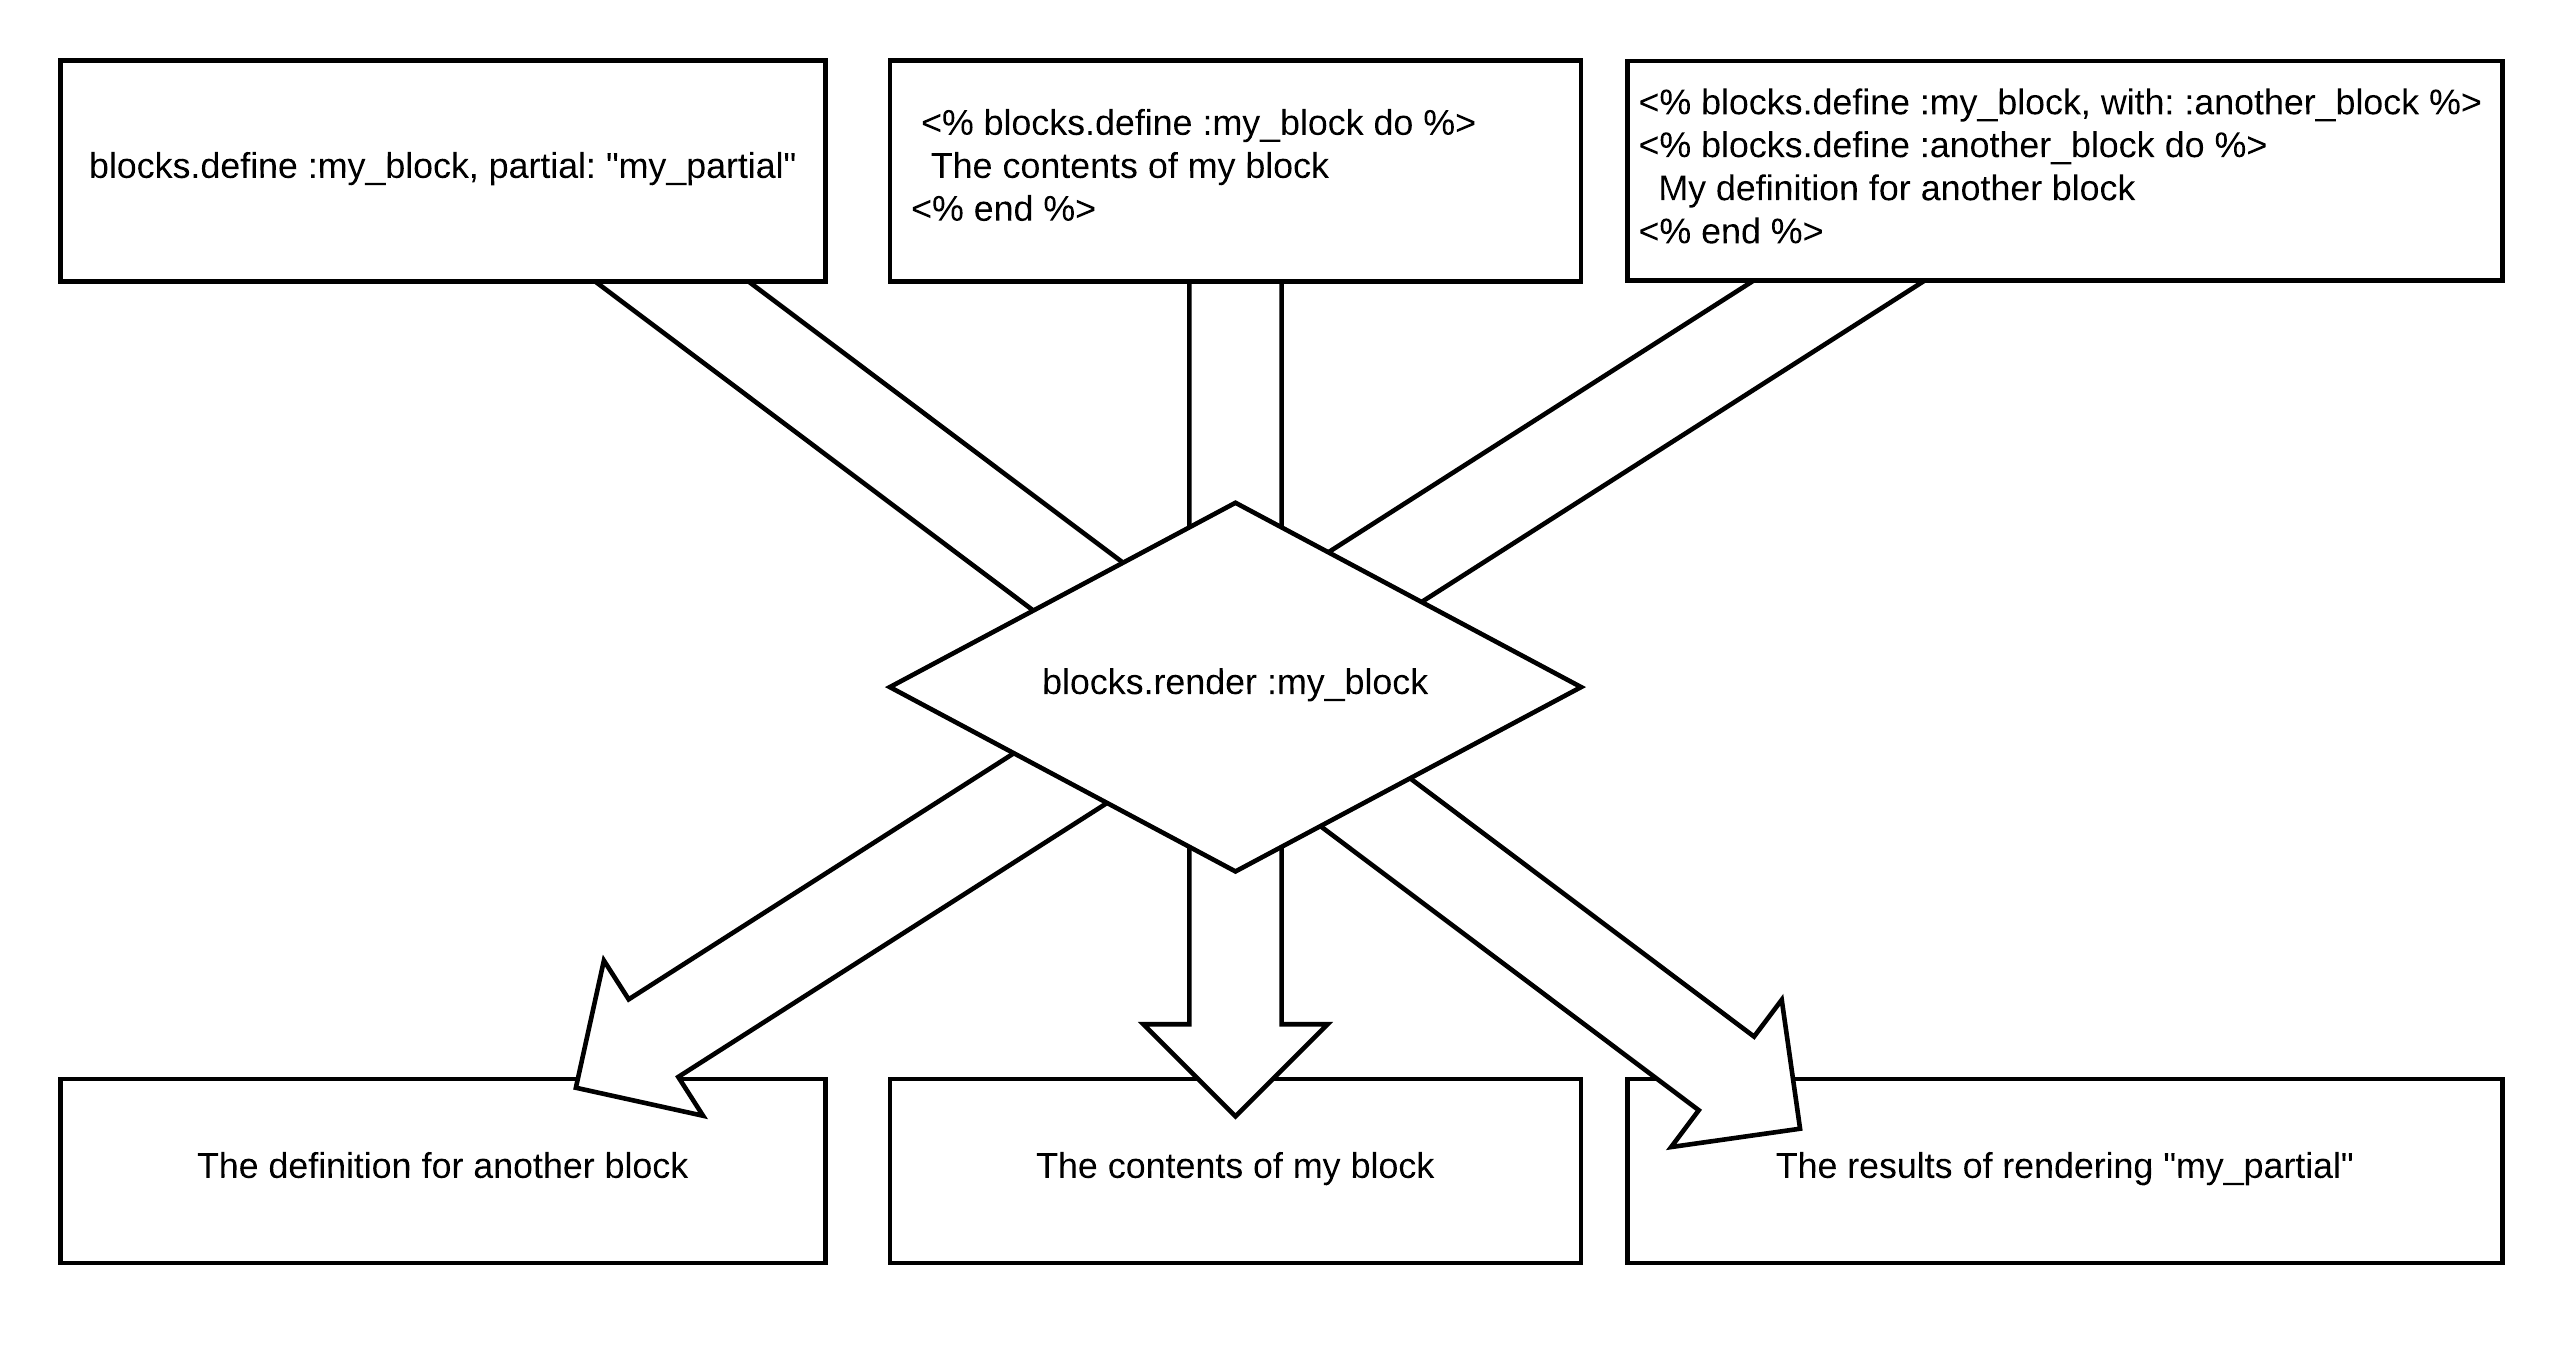 blocks.define :my_block, partial: "my_partial"
<% blocks.define :my_block do %>
The contents of my block
<% end %>
<% blocks.define :my_block, with: :another_block %>
<% blocks.define :another_block do %>
My definition for another block
<% end %>
blocks.render :my_block
The definition for another block
The contents of my block
The results of rendering "my_partial"